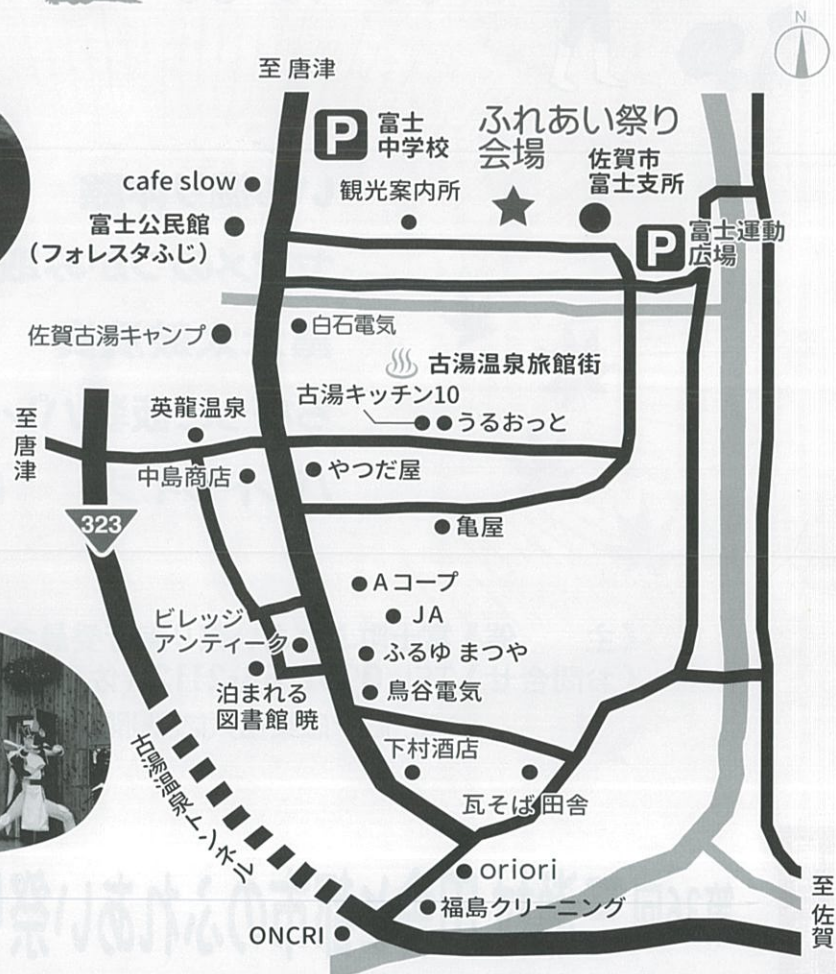 N
至 唐津
P
富士
中学校
ふれあい祭り
会場
佐賀市
富士支所
cafe slow
観光案内所
富士公民館
(フォレスタふじ)
P
富士運動
広場
佐賀古湯キャンプ
白石電気
古湯温泉旅館街
古湯キッチン10
うるおっと
英龍温泉
至唐津
中島商店
やつだ屋
323
亀屋
Aコープ
JA
ビレッジ
アンティーク
ふるゆ まつや
泊まれる
図書館 暁
鳥谷電気
下村酒店
古湯温泉トンネル
瓦そば 田舎
oriori
福島クリーニング
至佐賀
ONCRI